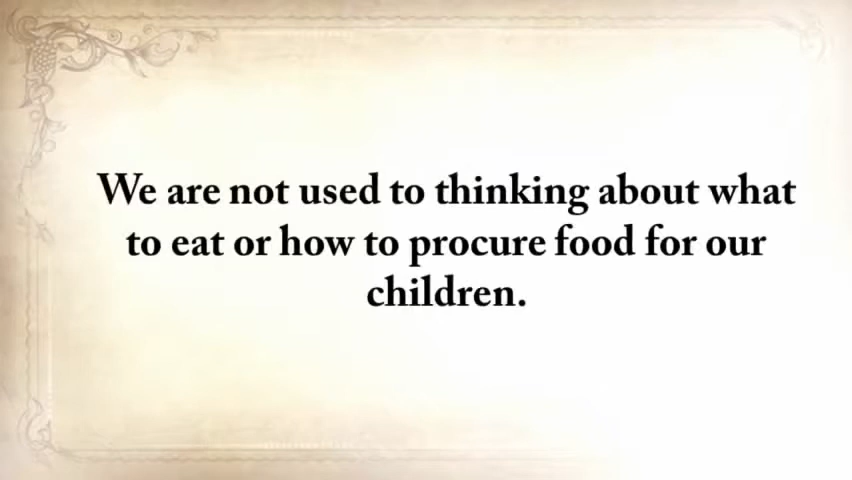 We are not used to thinking about what
to eat or how to procure food for our
children.